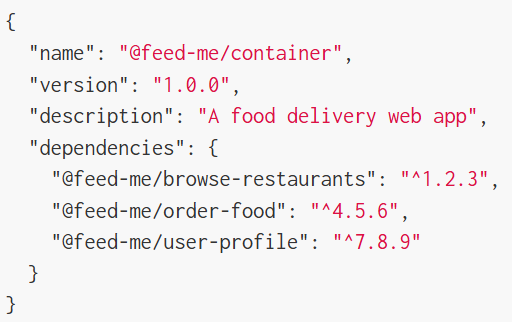 {
  "name": "@feed-me/container",
  "version": "1.0.0",
  "description": "A food delivery web app",
  "dependencies": {
    "@feed-me/browse-restaurants": "^1.2.3",
    "@feed-me/order-food": "^4.5.6",
    "@feed-me/user-profile": "^7.8.9"
  }
}